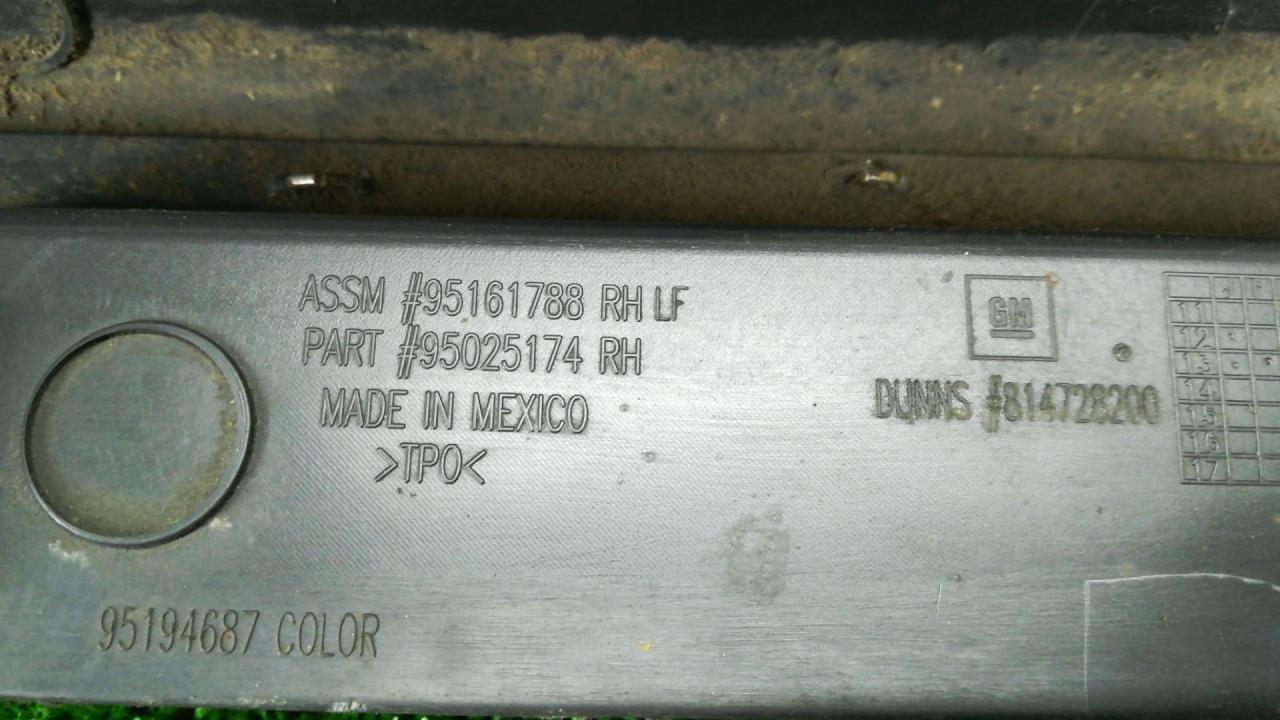 ASSM #95161788 RH LF
PART #95025174 RH
MADE IN MEXICO
>TPO<
95194687 COLOR
GM
DUNNS #814728200
11
12
13
14
15
16
17